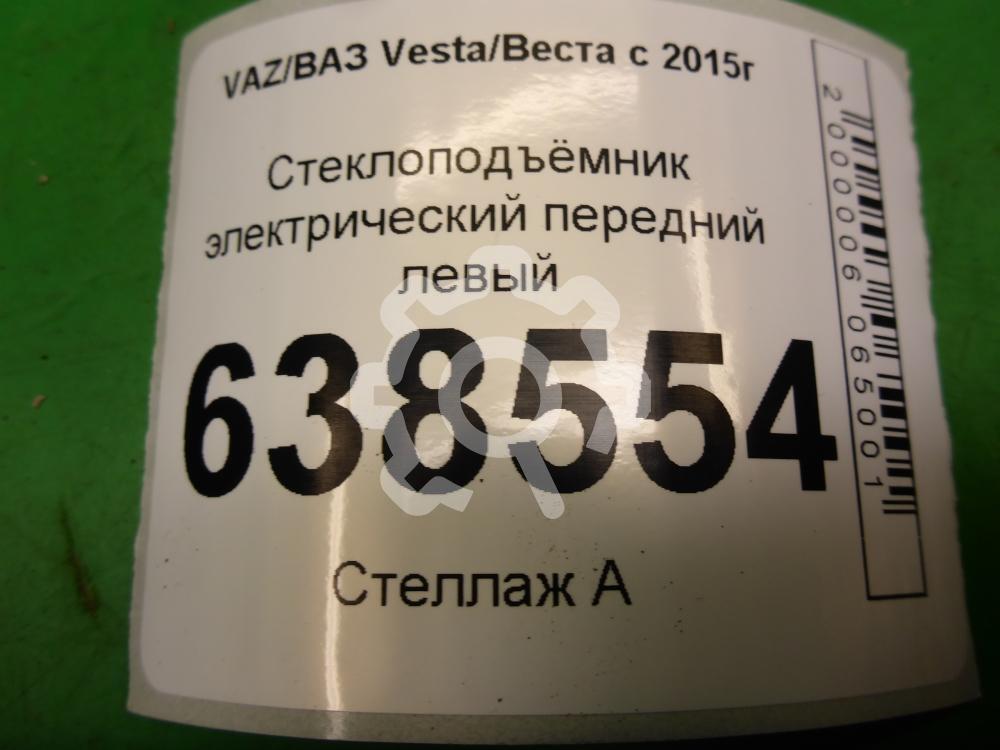 VAZ/ВАЗ Vesta/Веста с 2015г
Стеклоподъёмник
электрический передний
левый
638554
Стеллаж А
2000006065001